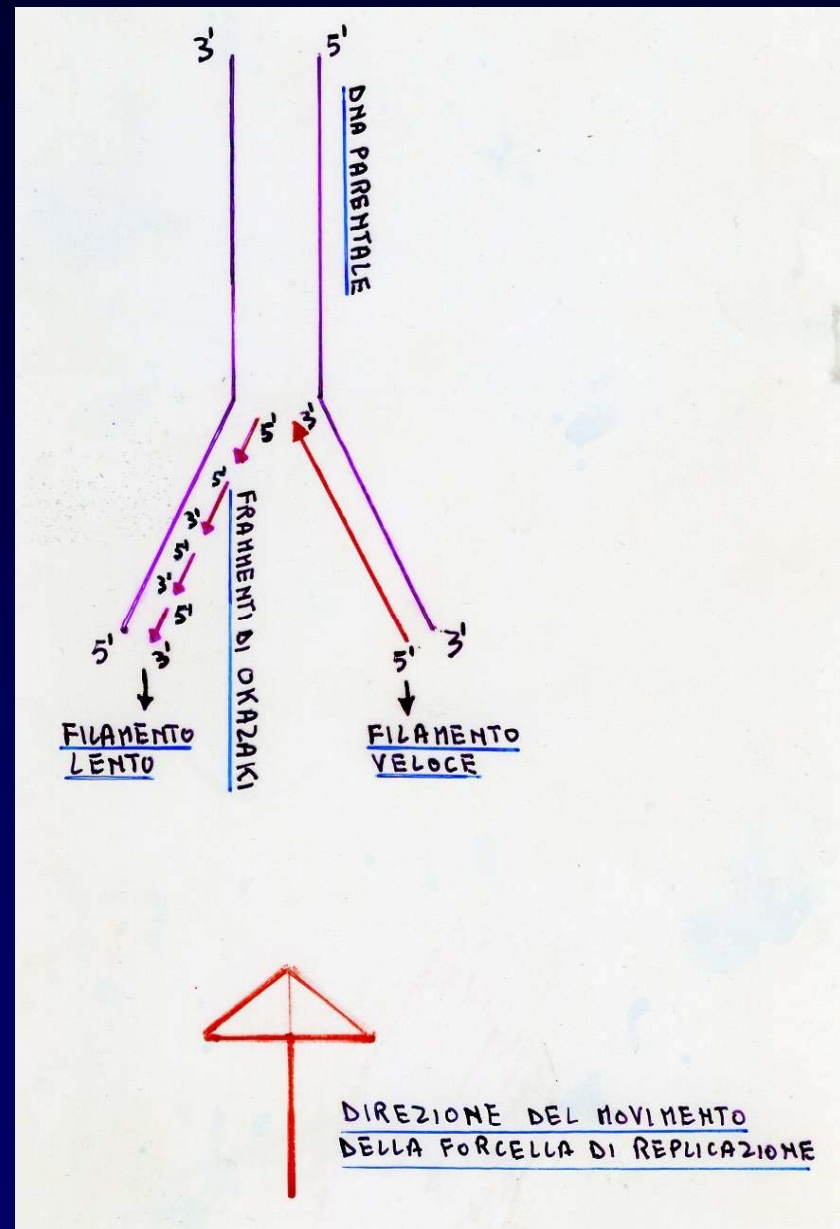 3' 5'
DNA PARENTALE
5' 3'
5'
3'
5'
3'
5'
5' 3' 5' 3'
FRAMMENTI DI OKAZAKI
FILAMENTO
LENTO
FILAMENTO
VELOCE
DIREZIONE DEL MOVIMENTO
DELLA FORCELLA DI REPLICAZIONE